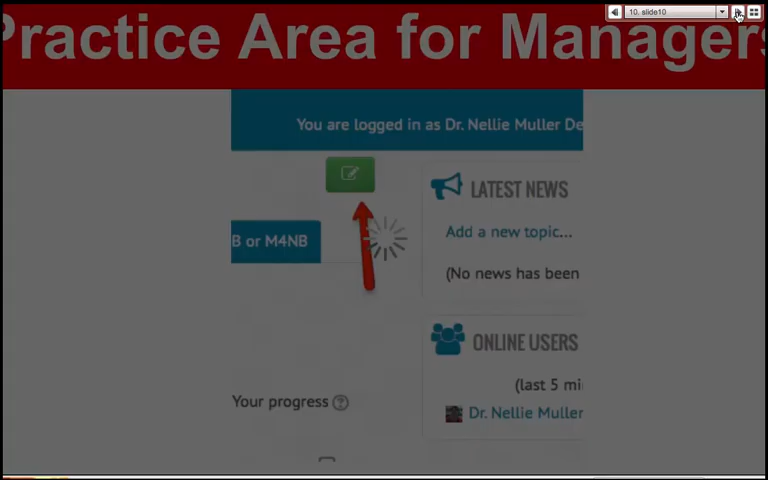 10. slide10
Practice Area for Managers
You are logged in as Dr. Nellie Muller De
LATEST NEWS
Add a new topic...
B or M4NB
(No news has been
ONLINE USERS
(last 5 mi
Your progress
Dr. Nellie Muller